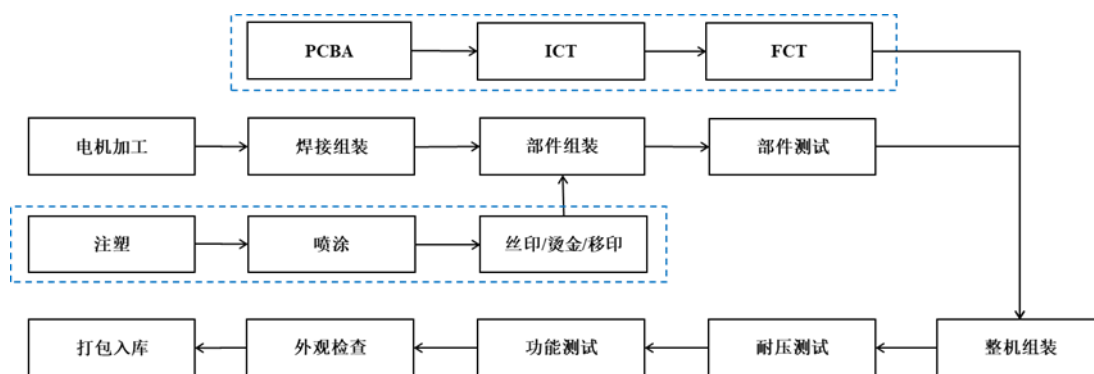 PCBA
ICT
FCT
电机加工
焊接组装
部件组装
部件测试
注塑
喷涂
丝印/烫金/移印
打包入库
外观检查
功能测试
耐压测试
整机组装